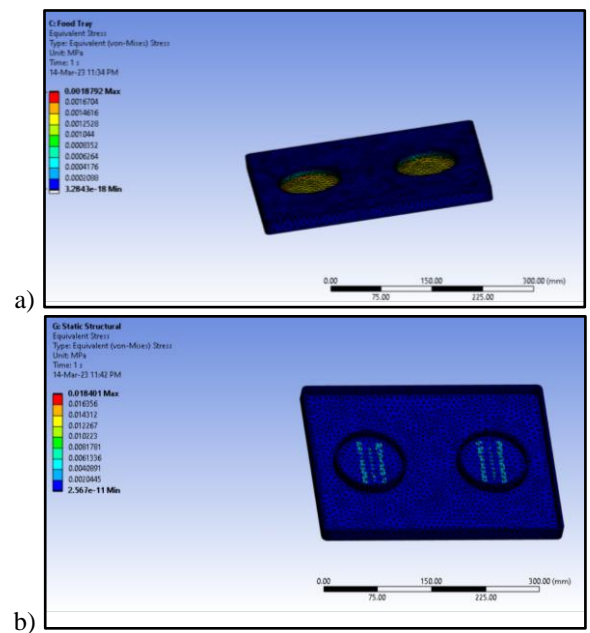 C: Food Tray
Equivalent Stress
Type: Equivalent (von-Mises) Stress
Unit: MPa
Time: 1 s
14-Mar-23 11:34 PM
0.0018792 Max
0.0016704
0.0014616
0.0012528
0.001044
0.0008352
0.0006264
0.0004176
0.0002088
3.2843e-18 Min
0.00 150.00 300.00 (mm)
75.00 225.00
a)
G: Static Structural
Equivalent Stress
Type: Equivalent (von-Mises) Stress
Unit: MPa
Time: 1 s
14-Mar-23 11:42 PM
0.018401 Max
0.016356
0.014312
0.012267
0.010223
0.0081781
0.0061336
0.0040891
0.0020445
2.567e-11 Min
0.00 150.00 300.00 (mm)
75.00 225.00
b)